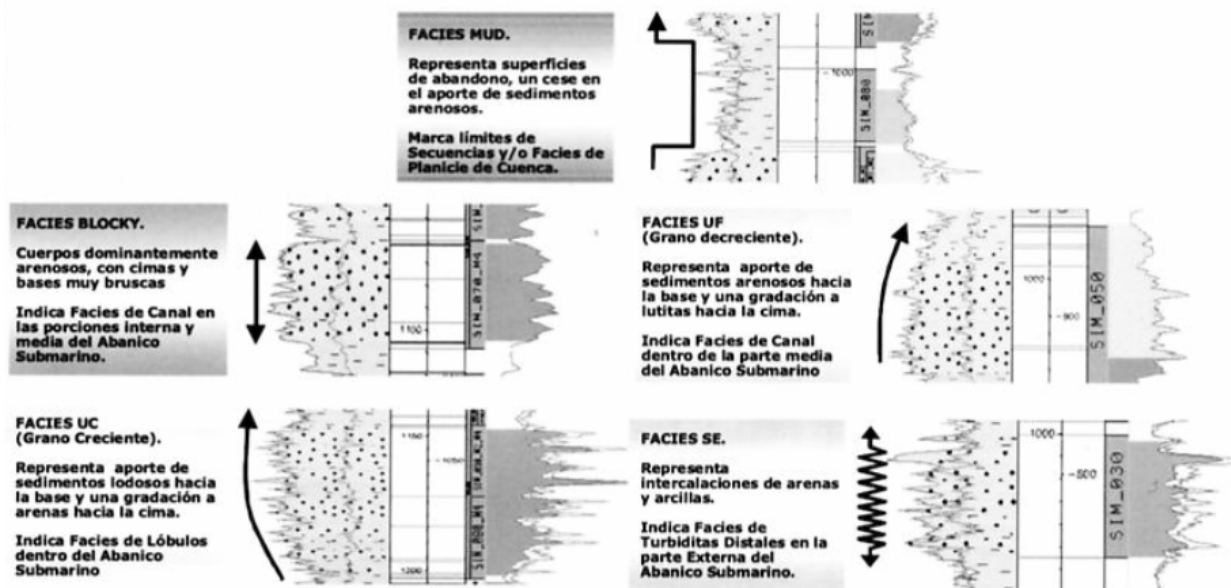 FACIES MUD.
Representa superficies
de abandono, un cese en
el aporte de sedimentos
arenosos.
Marca límites de
Secuencias y/o Facies de
Planicie de Cuenca.
-1000
SIM_080
FACIES BLOCKY.
Cuerpos dominantemente
arenosos, con cimas y
bases muy bruscas
Indica Facies de Canal en
las porciones interna y
media del Abanico
Submarino.
1100
SIM_070_M4
FACIES UF
(Grano decreciente).
Representa aporte de
sedimentos arenosos hacia
la base y una gradación a
lutitas hacia la cima.
Indica Facies de Canal
dentro de la parte media
del Abanico Submarino
1000
-900
SIM_050
FACIES UC
(Grano Creciente).
Representa aporte de
sedimentos lodosos hacia
la base y una gradación a
arenas hacia la cima.
Indica Facies de Lóbulos
dentro del Abanico
Submarino
1150
-1050
1200
FACIES SE.
Representa
intercalaciones de arenas
y arcillas.
Indica Facies de
Turbiditas Distales en la
parte Externa del
Abanico Submarino.
1000
SIM_030